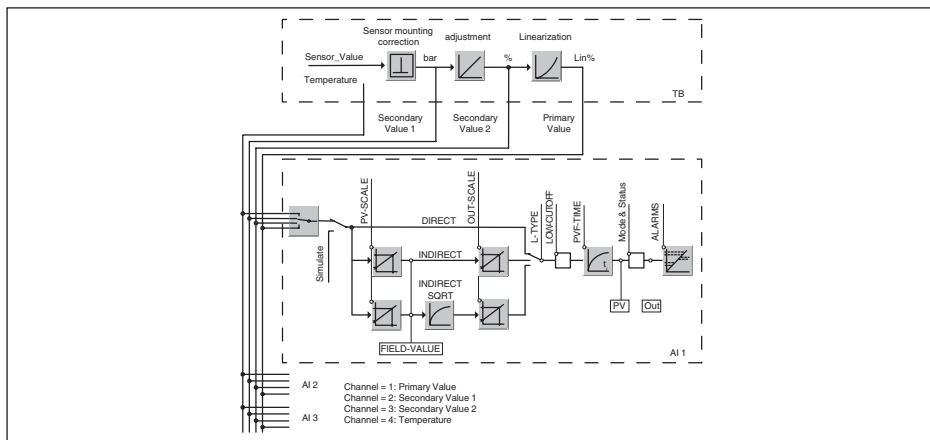 Sensor mounting
correction
adjustment
Linearization
Sensor_Value
bar
%
Lin%
Temperature
TB
Secondary
Value 1
Secondary
Value 2
Primary
Value
PV-SCALE
OUT-SCALE
L-TYPE
LOW-CUTOFF
PVF-TIME
Mode & Status
ALARMS
DIRECT
Simulate
INDIRECT
INDIRECT
SQRT
t
PV
Out
FIELD-VALUE
AI 1
AI 2
Channel = 1: Primary Value
Channel = 2: Secondary Value 1
Channel = 3: Secondary Value 2
AI 3
Channel = 4: Temperature